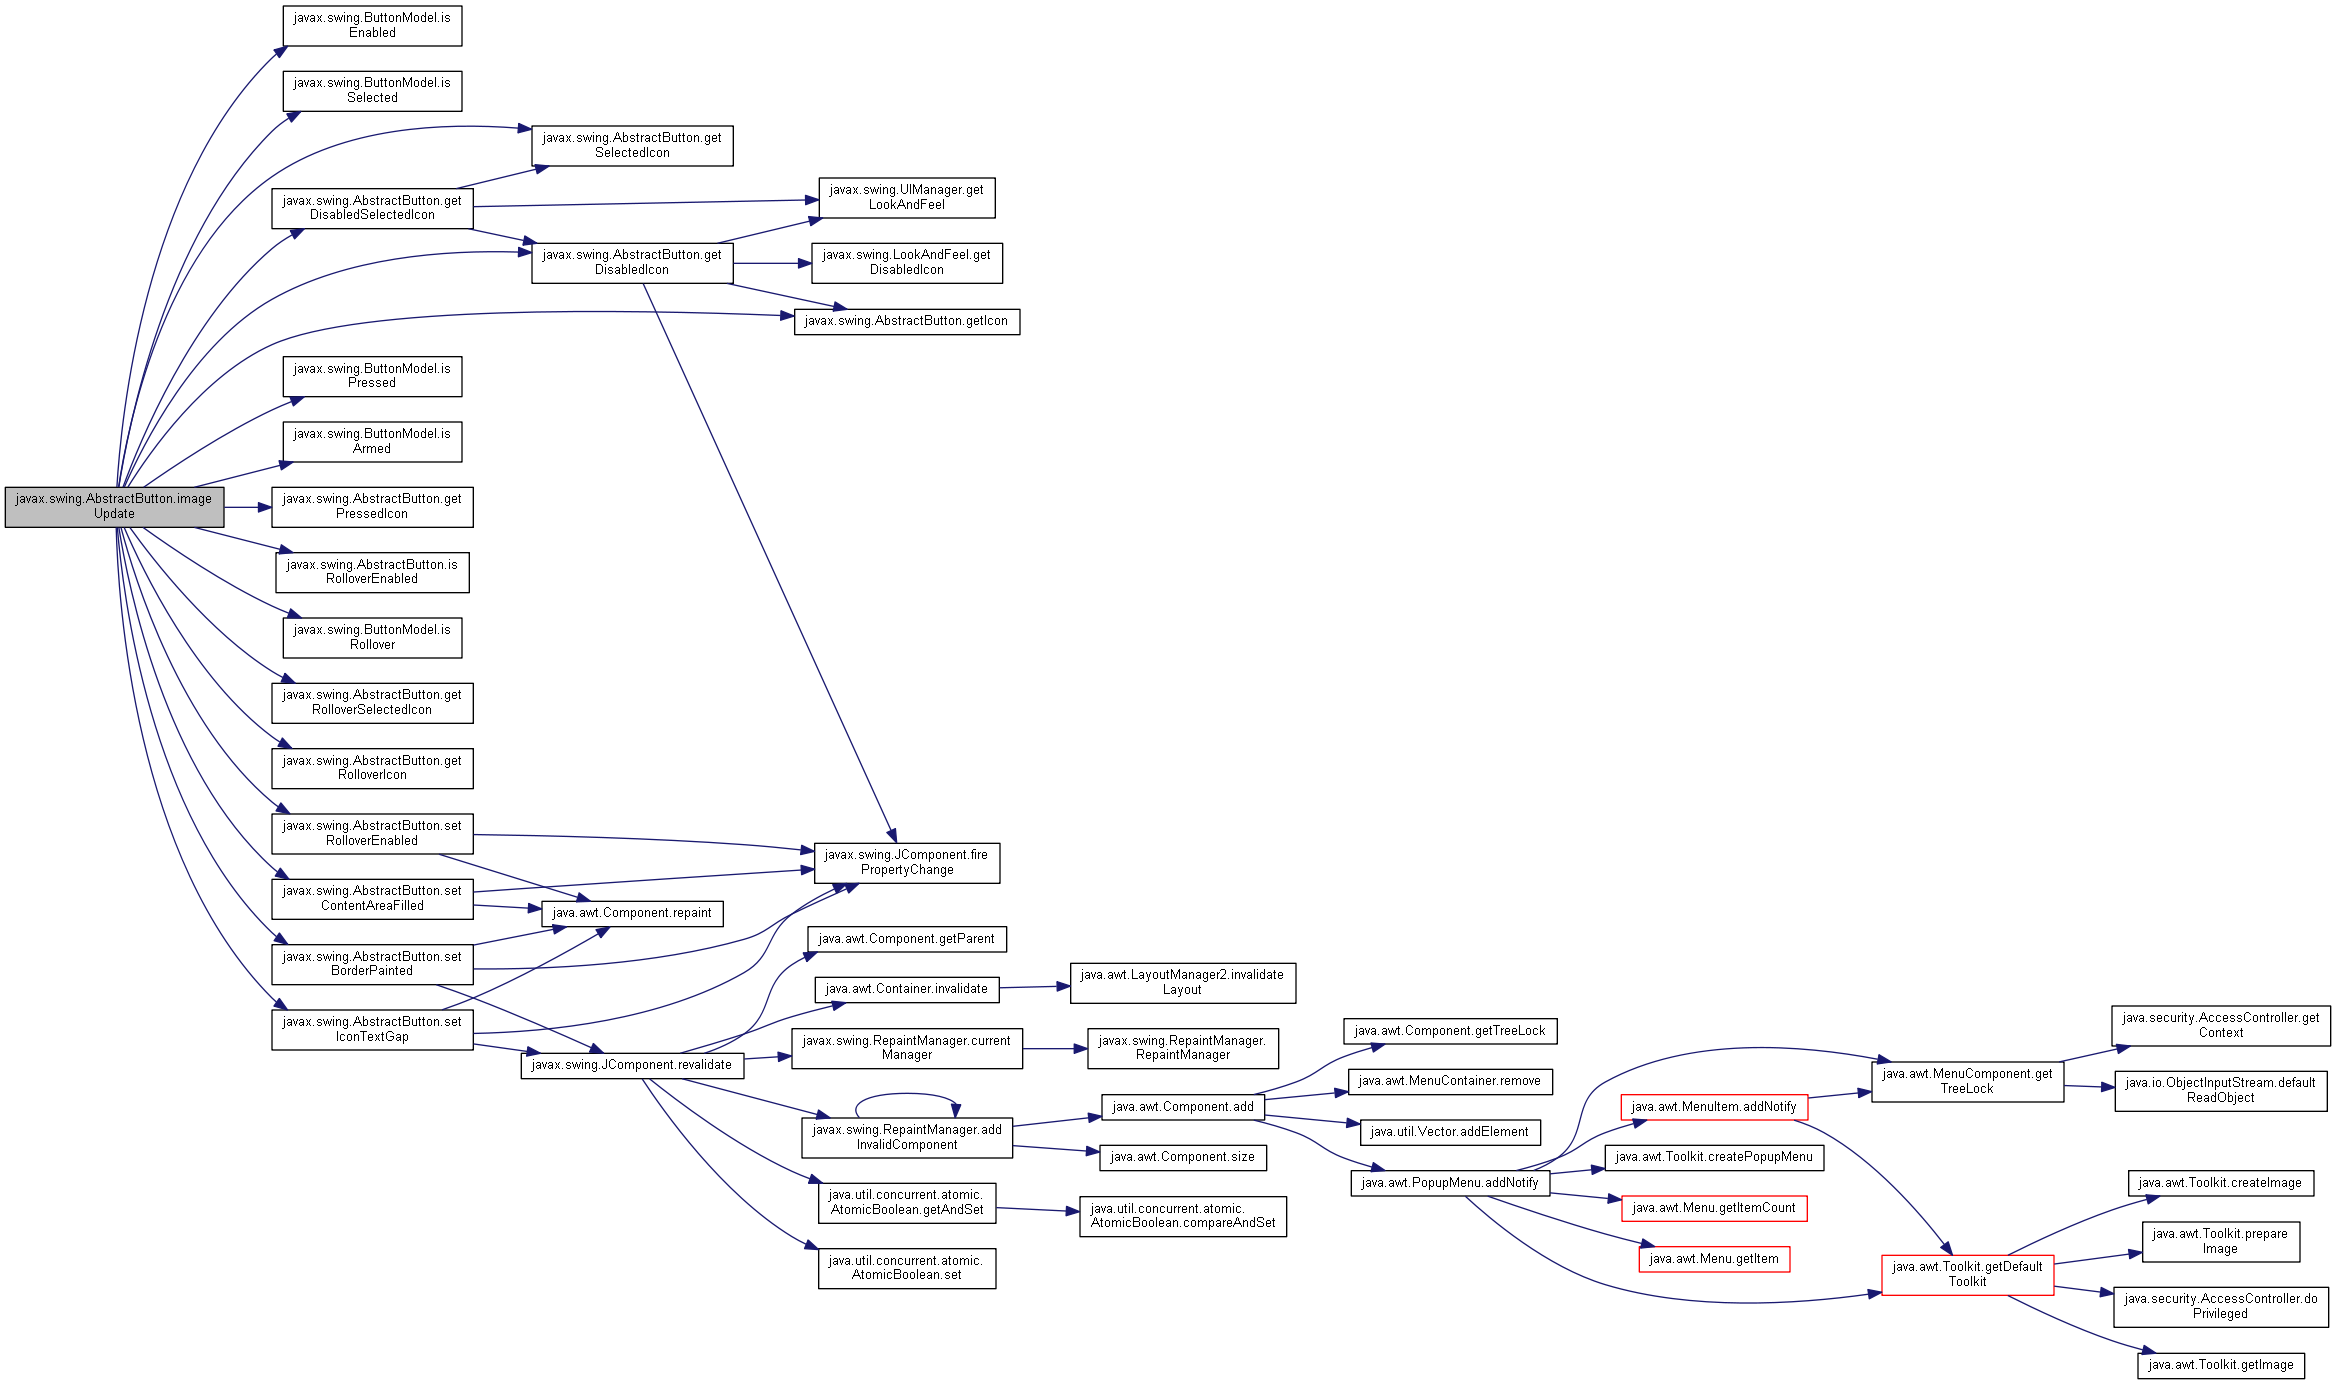 javax.swing.ButtonModel.is
Enabled
javax.swing.ButtonModel.is
Selected
javax.swing.AbstractButton.get
SelectedIcon
javax.swing.UIManager.get
LookAndFeel
javax.swing.AbstractButton.get
DisabledSelectedIcon
javax.swing.AbstractButton.get
DisabledIcon
javax.swing.LookAndFeel.get
DisabledIcon
javax.swing.AbstractButton.getIcon
javax.swing.ButtonModel.is
Pressed
javax.swing.ButtonModel.is
Armed
javax.swing.AbstractButton.image
Update
javax.swing.AbstractButton.get
PressedIcon
javax.swing.AbstractButton.is
RolloverEnabled
javax.swing.ButtonModel.is
Rollover
javax.swing.AbstractButton.get
RolloverSelectedIcon
javax.swing.AbstractButton.get
RolloverIcon
javax.swing.AbstractButton.set
RolloverEnabled
javax.swing.JComponent.fire
PropertyChange
javax.swing.AbstractButton.set
ContentAreaFilled
java.awt.Component.repaint
javax.swing.AbstractButton.set
BorderPainted
java.awt.Component.getParent
java.awt.Container.invalidate
java.awt.LayoutManager2.invalidate
Layout
javax.swing.AbstractButton.set
IconTextGap
javax.swing.JComponent.revalidate
javax.swing.RepaintManager.current
Manager
javax.swing.RepaintManager.
RepaintManager
java.awt.Component.getTreeLock
java.awt.MenuContainer.remove
java.awt.Component.add
javax.swing.RepaintManager.add
InvalidComponent
java.util.Vector.addElement
java.awt.Component.size
java.awt.PopupMenu.addNotify
java.util.concurrent.atomic.
AtomicBoolean.getAndSet
java.util.concurrent.atomic.
AtomicBoolean.compareAndSet
java.util.concurrent.atomic.
AtomicBoolean.set
java.awt.MenuItem.addNotify
java.awt.Toolkit.createPopupMenu
java.awt.Menu.getItemCount
java.awt.Menu.getItem
java.awt.MenuComponent.get
TreeLock
java.security.AccessController.get
Context
java.io.ObjectInputStream.default
ReadObject
java.awt.Toolkit.getDefault
Toolkit
java.awt.Toolkit.createImage
java.awt.Toolkit.prepare
Image
java.security.AccessController.do
Privileged
java.awt.Toolkit.getImage